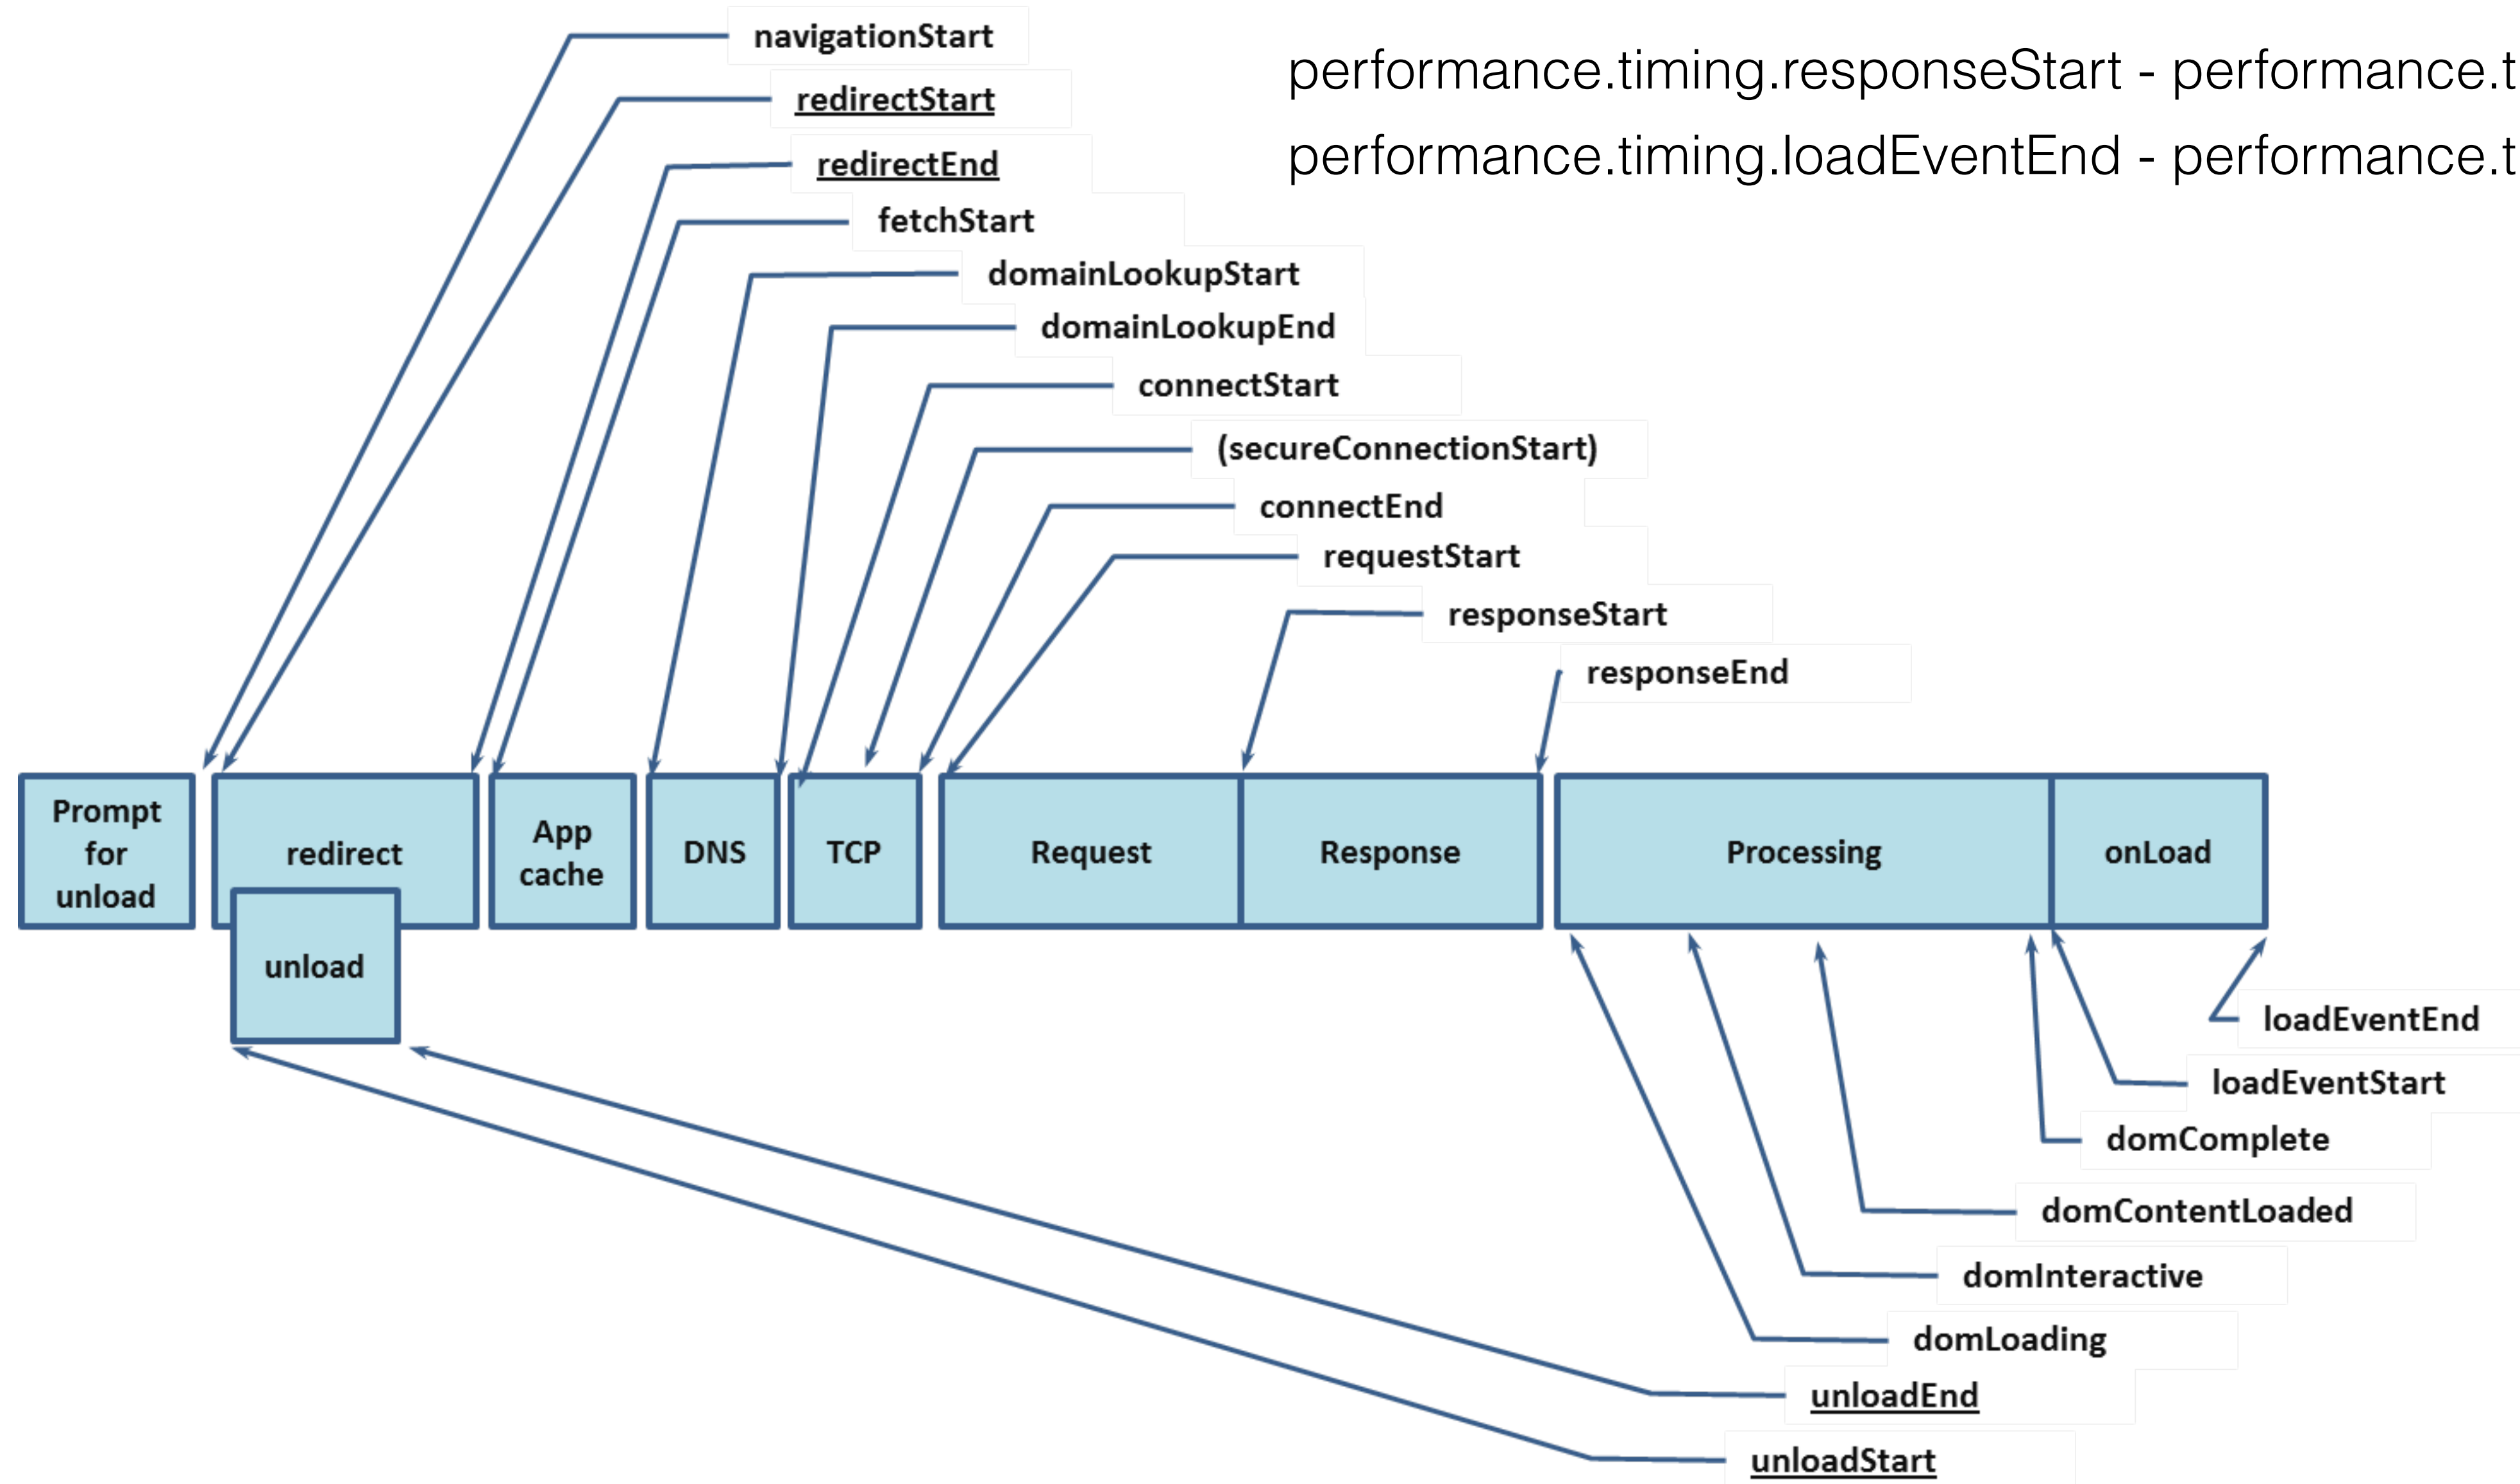 navigationStart
performance.timing.responseStart - performance.t
redirectStart
performance.timing.loadEventEnd - performance.t
redirectEnd
fetchStart
domainLookupStart
domainLookupEnd
connectStart
(secureConnectionStart)
connectEnd
requestStart
responseStart
responseEnd
Prompt
for
unload
redirect
unload
App
cache
DNS
TCP
Request
Response
Processing
onLoad
loadEventEnd
loadEventStart
domComplete
domContentLoaded
domInteractive
domLoading
unloadEnd
unloadStart